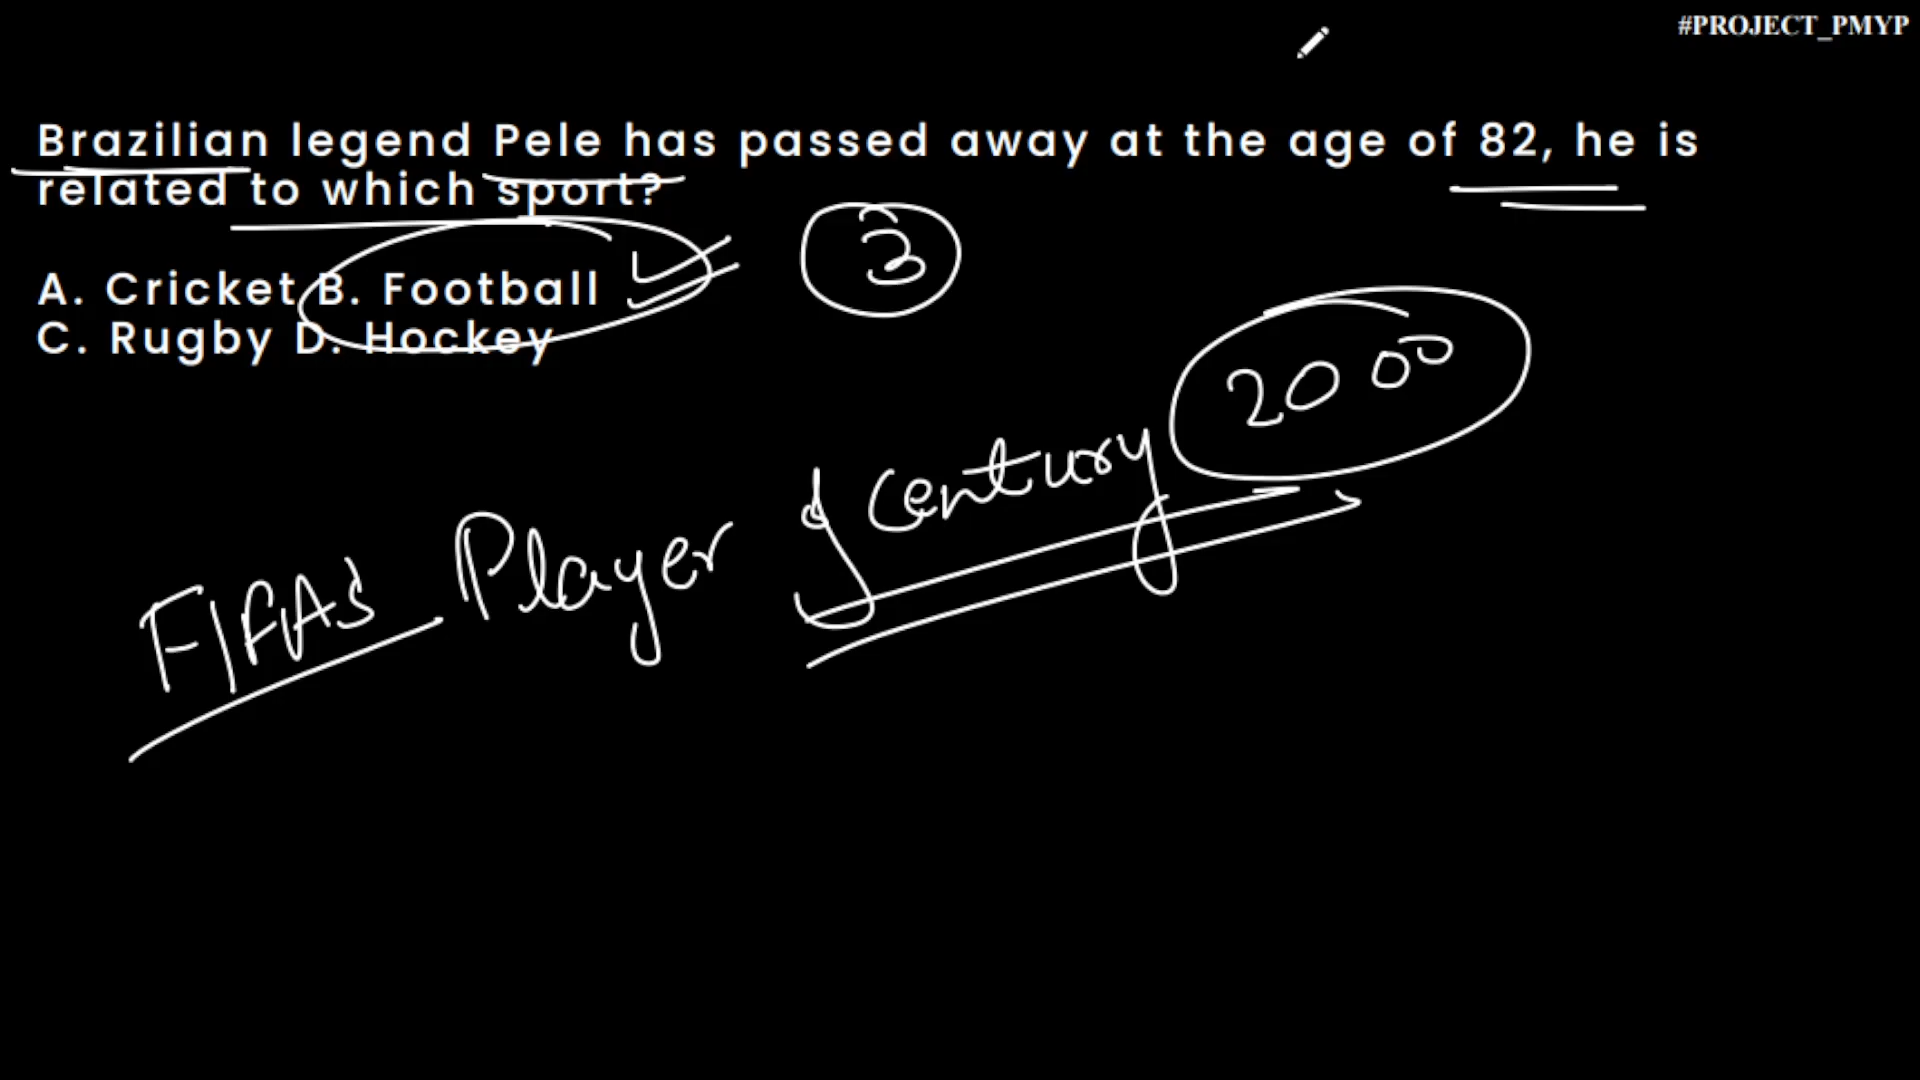 #PROJECT_PMYP
Brazilian legend Pele has passed away at the age of 82, he is
related to which sport?
3
A. Cricket B. Football
C. Rugby D. Hockey
2000
FIFAs Player of Century